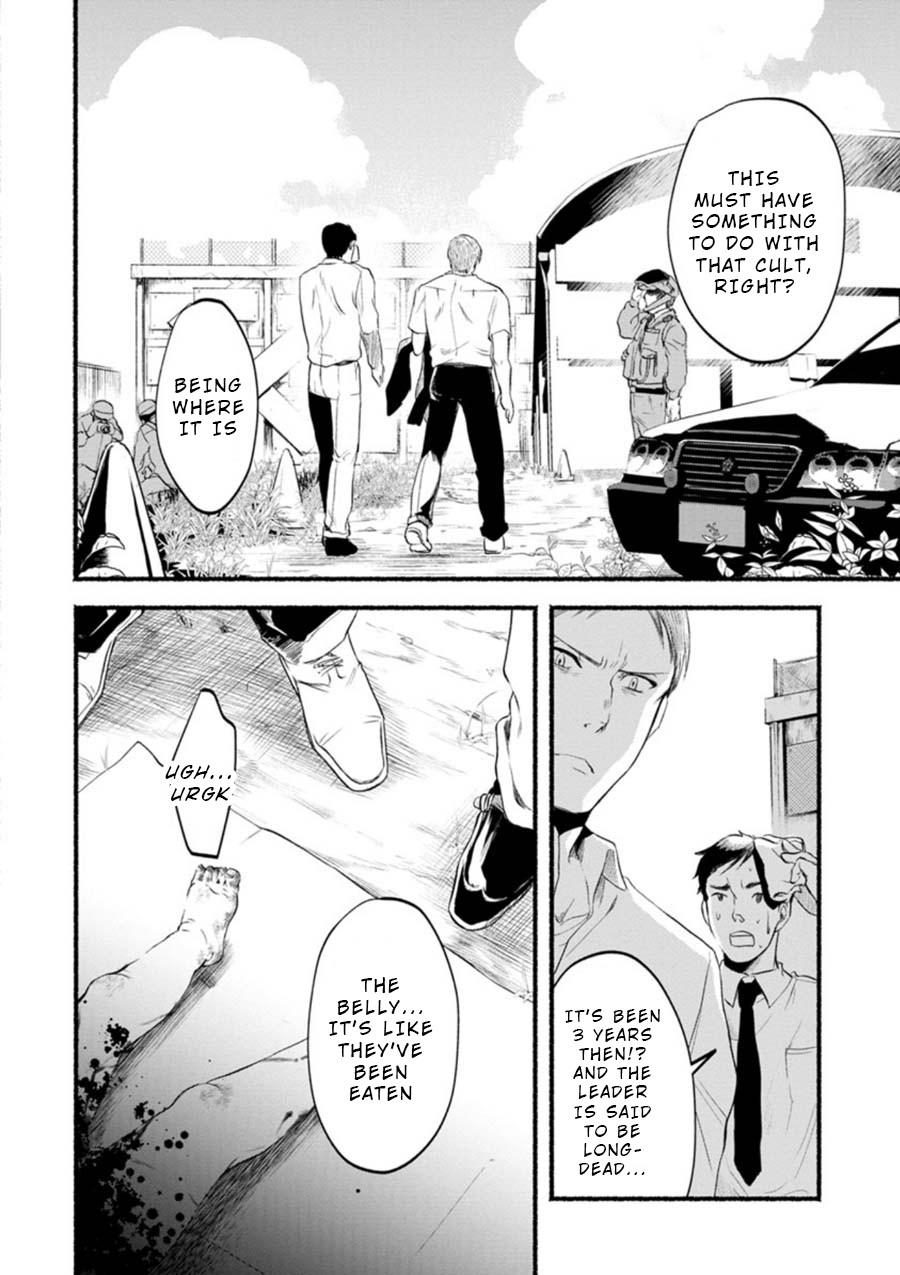 THIS
MUST HAVE
SOMETHING
TO DO WITH
THAT CULT,
RIGHT?
BEING
WHERE
IT IS
IT'S BEEN
3 YEARS
THEN!?
AND THE
LEADER
IS SAID
TO BE
LONG-
DEAD...
UGH...
URGK
THE
BELLY...
IT'S LIKE
THEY'VE
BEEN
EATEN